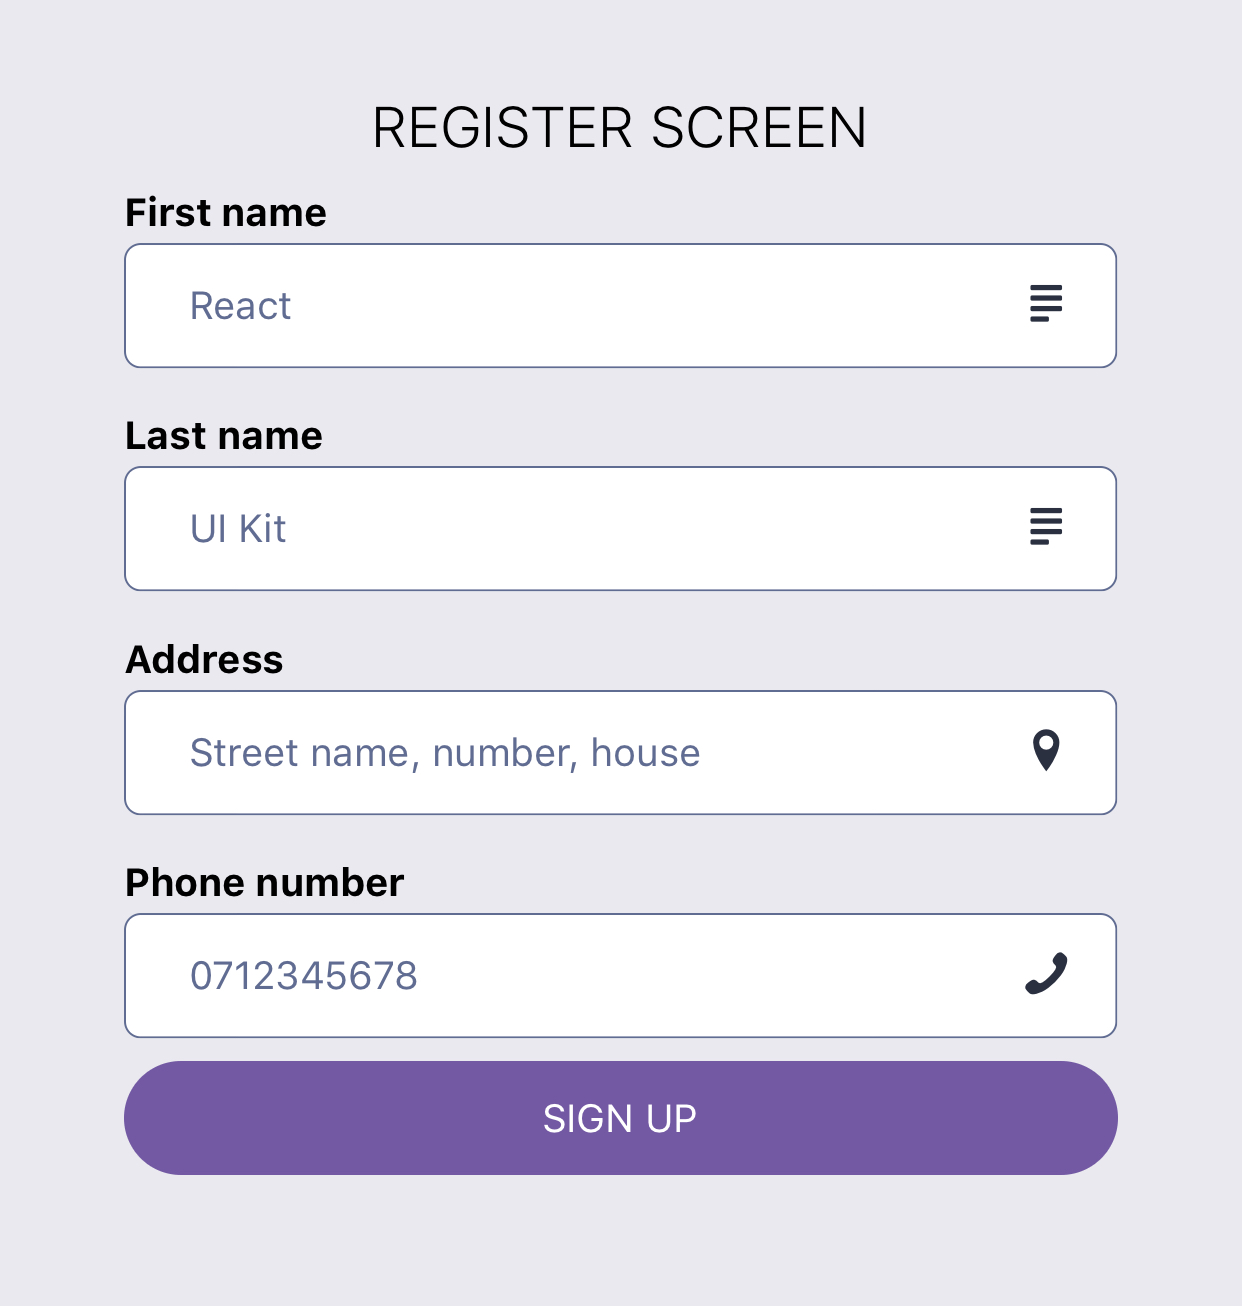 REGISTER SCREEN
First name
React
Last name
UI Kit
Address
Street name, number, house
Phone number
0712345678
SIGN UP